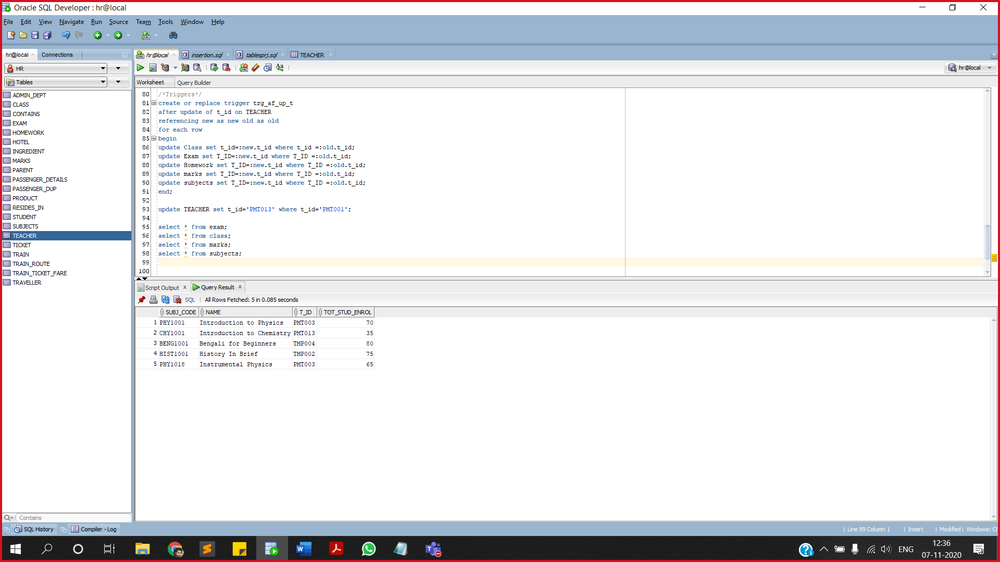 Oracle SQL Developer : hr@local
File Edit View Navigate Run Source Team Tools Window Help
hr@local Connections
hr@local insertion.sql tablesprj.sql TEACHER
HR
hr@local
Tables
Worksheet Query Builder
ADMIN_DEPT
CLASS
CONTAINS
EXAM
HOMEWORK
HOTEL
INGREDIENT
MARKS
PARENT
PASSENGER_DETAILS
PASSENGER_DUP
PRODUCT
RESIDES_IN
STUDENT
SUBJECTS
TEACHER
TICKET
TRAIN
TRAIN_ROUTE
TRAIN_TICKET_FARE
TRAVELLER
80 /*Triggers*/
81 create or replace trigger trg_af_up_t
82 after update of t_id on TEACHER
83 referencing new as new old as old
84 for each row
85 begin
86 update Class set t_id=:new.t_id where t_id =:old.t_id;
87 update Exam set T_ID=:new.t_id where T_ID =:old.t_id;
88 update Homework set T_ID=:new.t_id where T_ID =:old.t_id;
89 update marks set T_ID=:new.t_id where T_ID =:old.t_id;
90 update subjects set T_ID=:new.t_id where T_ID =:old.t_id;
91 end;
92
93 update TEACHER set t_id='PMT013' where t_id='PMT001';
94
95 select * from exam;
96 select * from class;
97 select * from marks;
98 select * from subjects;
99
100
Script Output x Query Result x
SQL | All Rows Fetched: 5 in 0.085 seconds
SUBJ_CODE NAME T_ID TOT_STUD_ENROL
1 PHY1001 Introduction to Physics PMT003 70
2 CHY1001 Introduction to Chemistry PMT013 35
3 BENG1001 Bengali for Beginners TMP004 80
4 HIST1001 History In Brief TMP002 75
5 PHY1018 Instrumental Physics PMT003 65
Contains
SQL History Compiler - Log
| Line 99 Column 1 | Insert | Modified | Windows: C
ENG
12:36
07-11-2020